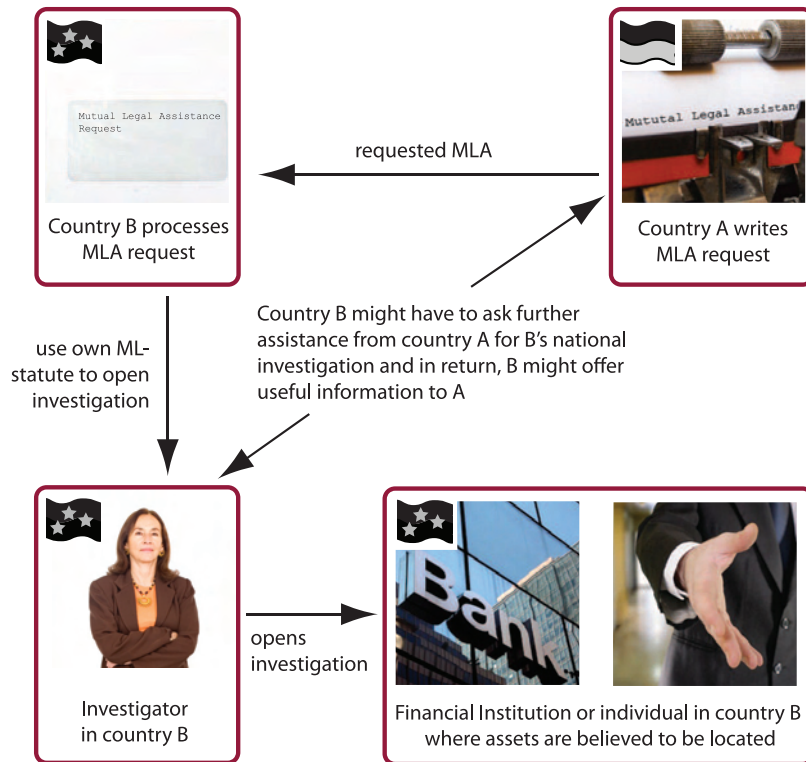 Mutual Legal Assistance
Request
Country B processes
MLA request
requested MLA
Mututal Legal Assistanc
Country A writes
MLA request
use own ML-
statute to open
investigation
Country B might have to ask further
assistance from country A for B's national
investigation and in return, B might offer
useful information to A
Investigator
in country B
opens
investigation
Bank
Financial Institution or individual in country B
where assets are believed to be located